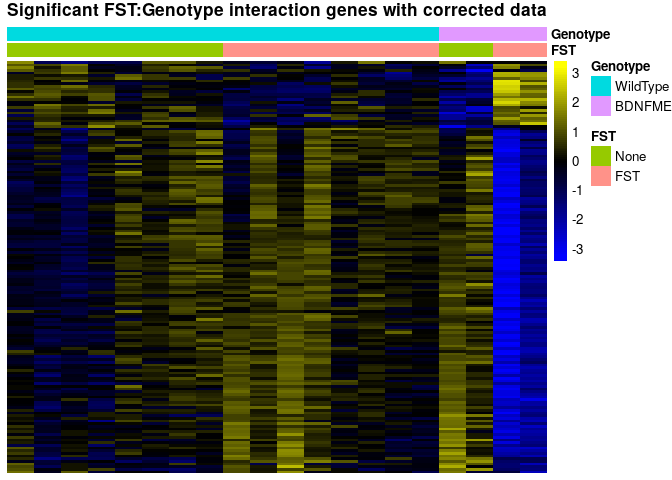 Significant FST:Genotype interaction genes with corrected data
Genotype
FST
3
2
1
0
-1
-2
-3
Genotype
WildType
BDNFME
FST
None
FST